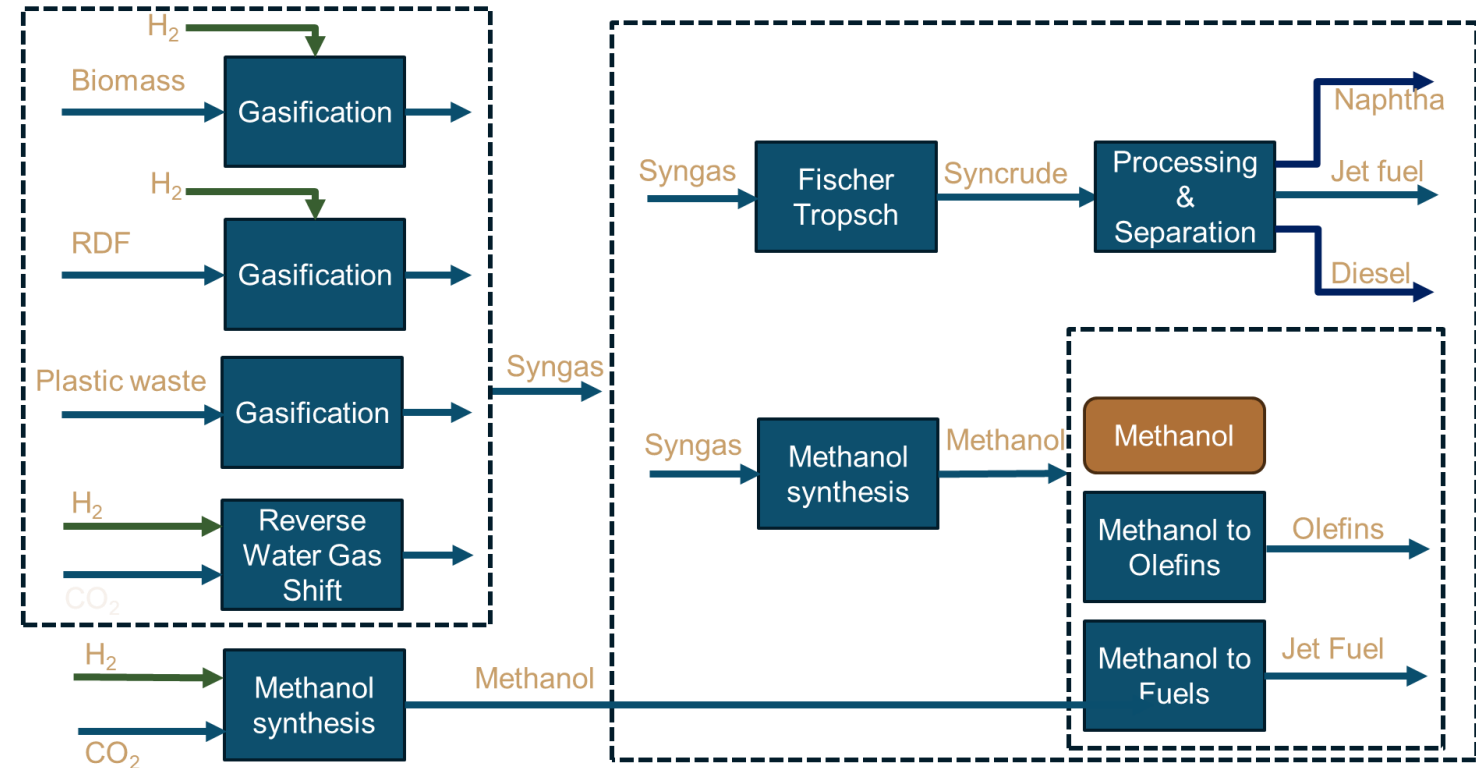 H₂
Biomass
Gasification
H₂
RDF
Gasification
Plastic waste
Gasification
H₂
CO₂
Reverse
Water Gas
Shift
Syngas
H₂
CO₂
Methanol
synthesis
Methanol
Syngas
Fischer
Tropsch
Syncrude
Processing
&
Separation
Naphtha
Jet fuel
Diesel
Syngas
Methanol
synthesis
Methanol
Methanol
Methanol to
Olefins
Olefins
Methanol to
Fuels
Jet Fuel